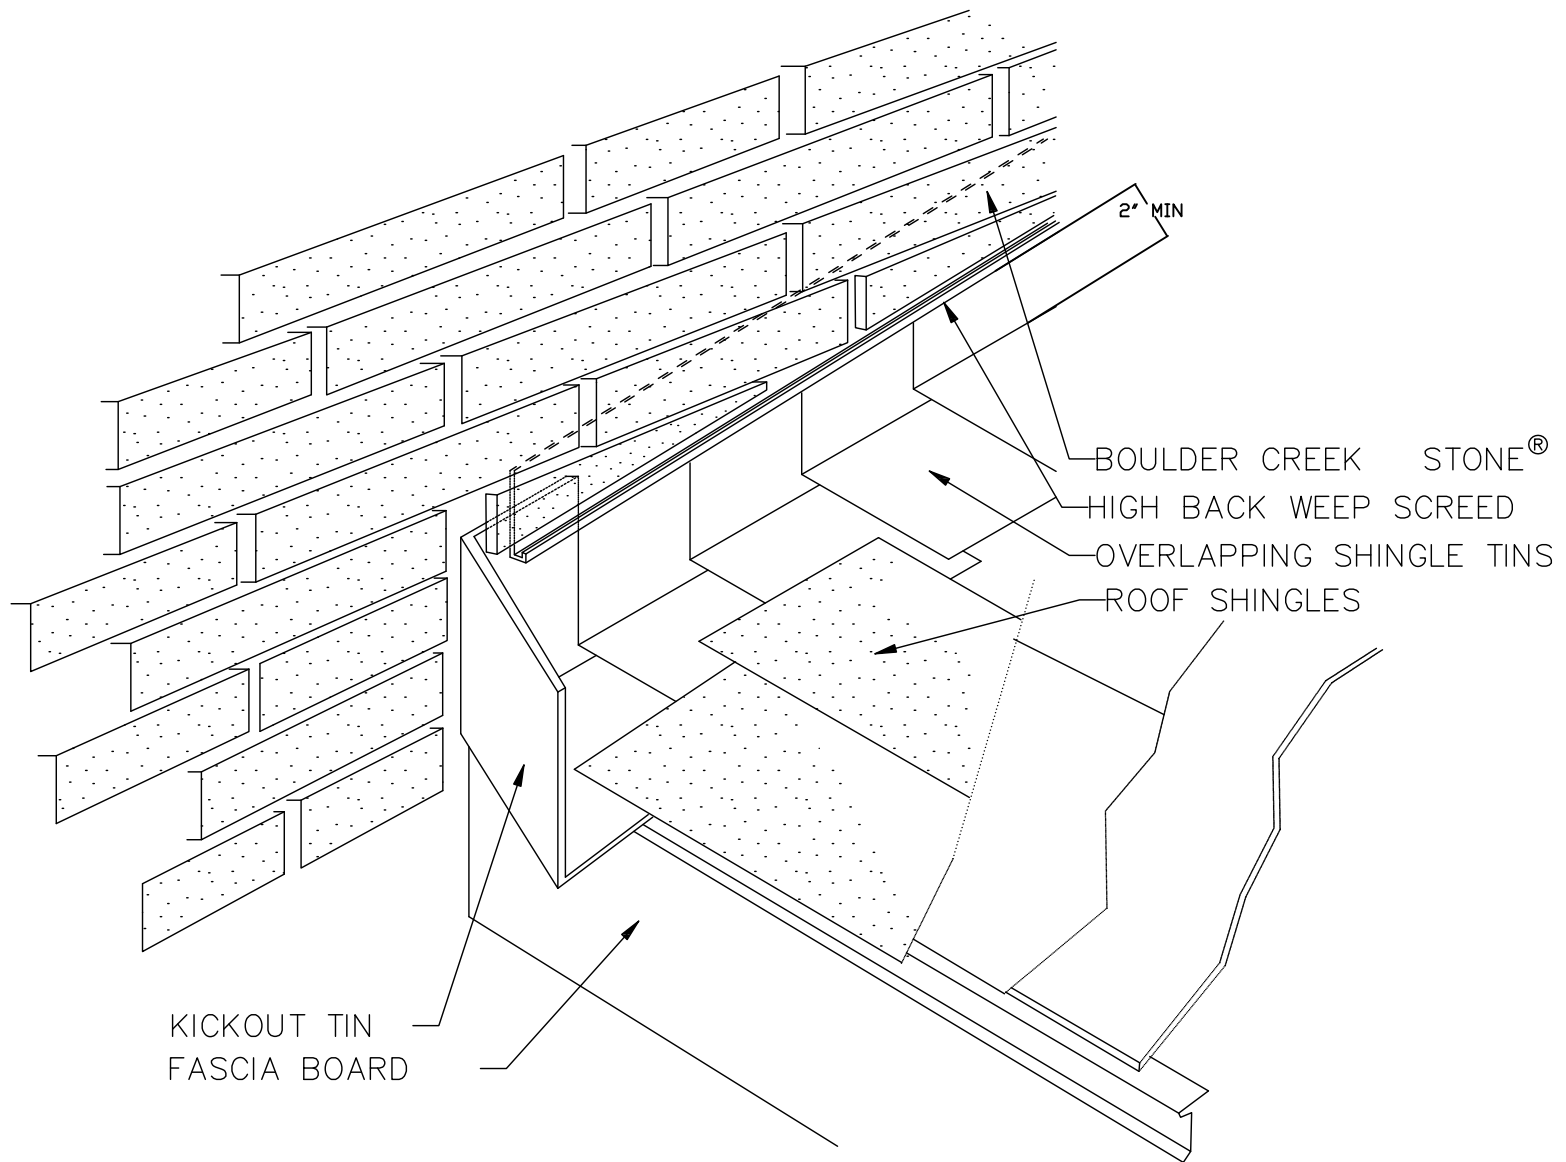 2" MIN
BOULDER CREEK STONE®
HIGH BACK WEEP SCREED
OVERLAPPING SHINGLE TINS
ROOF SHINGLES
KICKOUT TIN
FASCIA BOARD